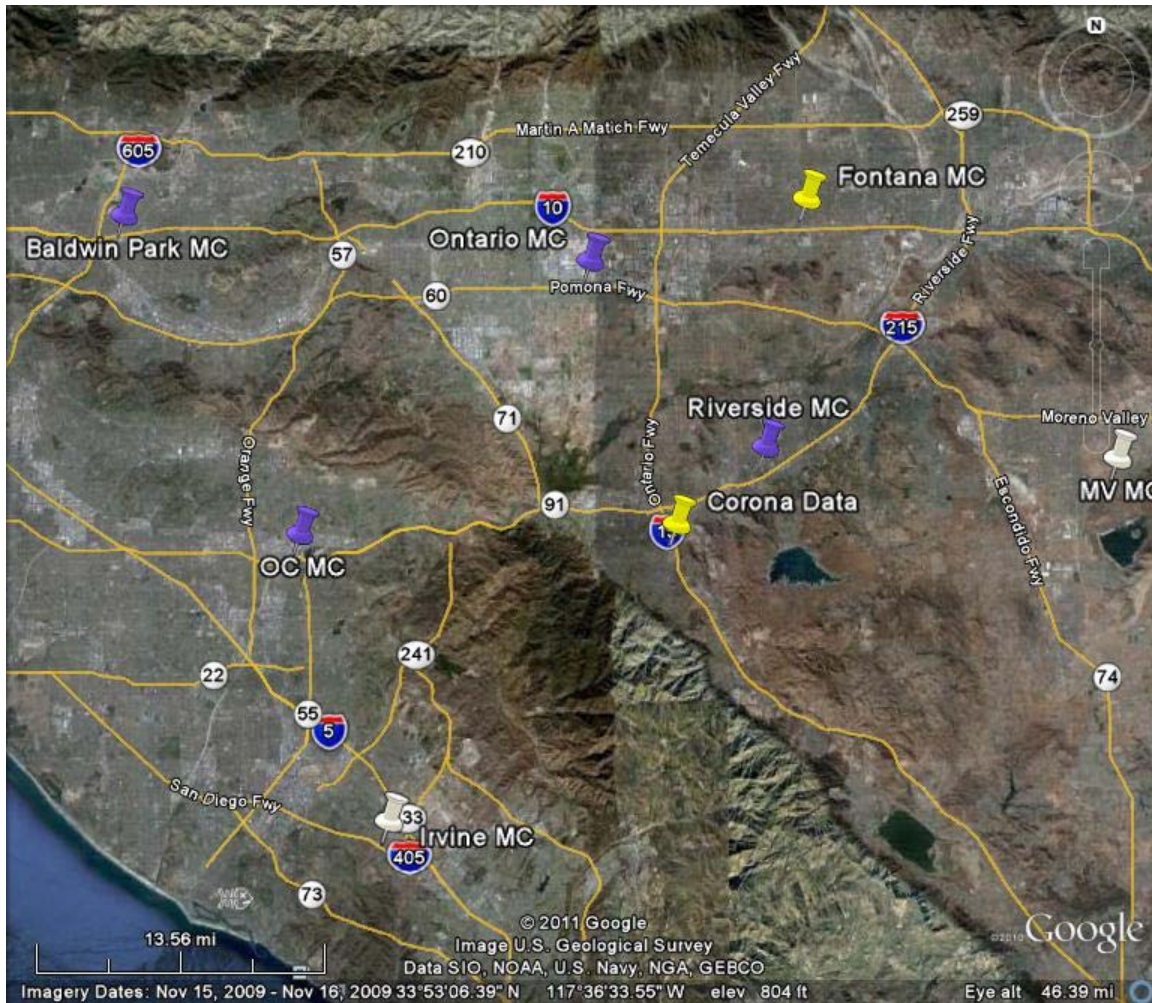 N
Martin A Matich Fwy
Temecula Valley Fwy
259
605
210
Fontana MC
10
Ontario MC
Baldwin Park MC
57
Riverside Fwy
60
Pomona Fwy
215
71
Riverside MC
Moreno Valley
Orange Fwy
Ontario Fwy
MV MC
Escondido Fwy
91
Corona Data
15
OC MC
241
22
74
55
5
San Diego Fwy
33
Irvine MC
405
73
© 2011 Google
Image U.S. Geological Survey
Data SIO, NOAA, U.S. Navy, NGA, GEBCO
©2010 Google
13.56 mi
Imagery Dates: Nov 15, 2009 - Nov 16, 2009 33°53'06.39" N 117°36'33.55" W elev 804 ft Eye alt 46.39 mi